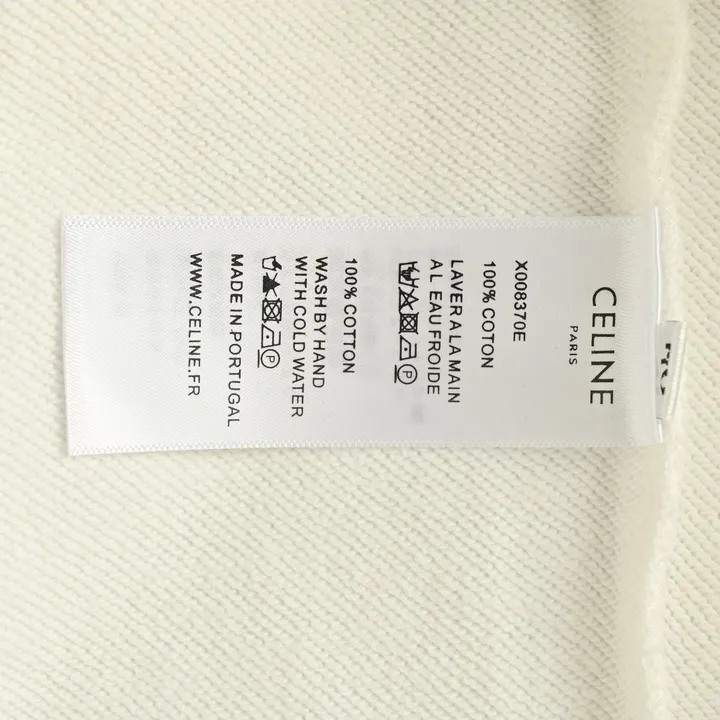 CELINE
PARIS
X008370E
100% COTON
LAVER A LA MAIN
AL EAU FROIDE
100% COTTON
WASH BY HAND
WITH COLD WATER
MADE IN PORTUGAL
WWW.CELINE.FR